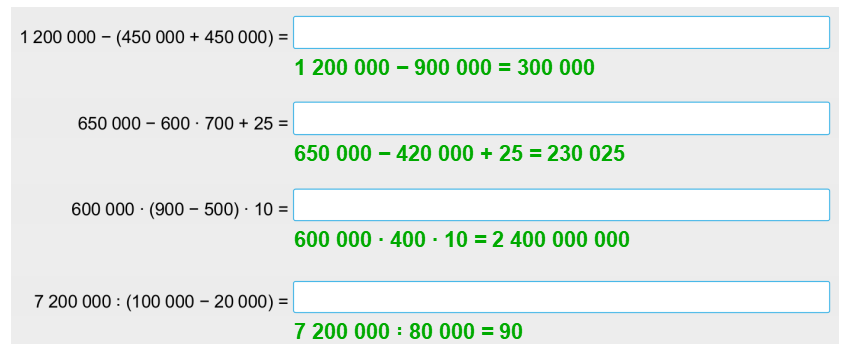 1 200 000 – (450 000 + 450 000) =
1 200 000 – 900 000 = 300 000
650 000 – 600 · 700 + 25 =
650 000 – 420 000 + 25 = 230 025
600 000 · (900 – 500) · 10 =
600 000 · 400 · 10 = 2 400 000 000
7 200 000 : (100 000 – 20 000) =
7 200 000 : 80 000 = 90